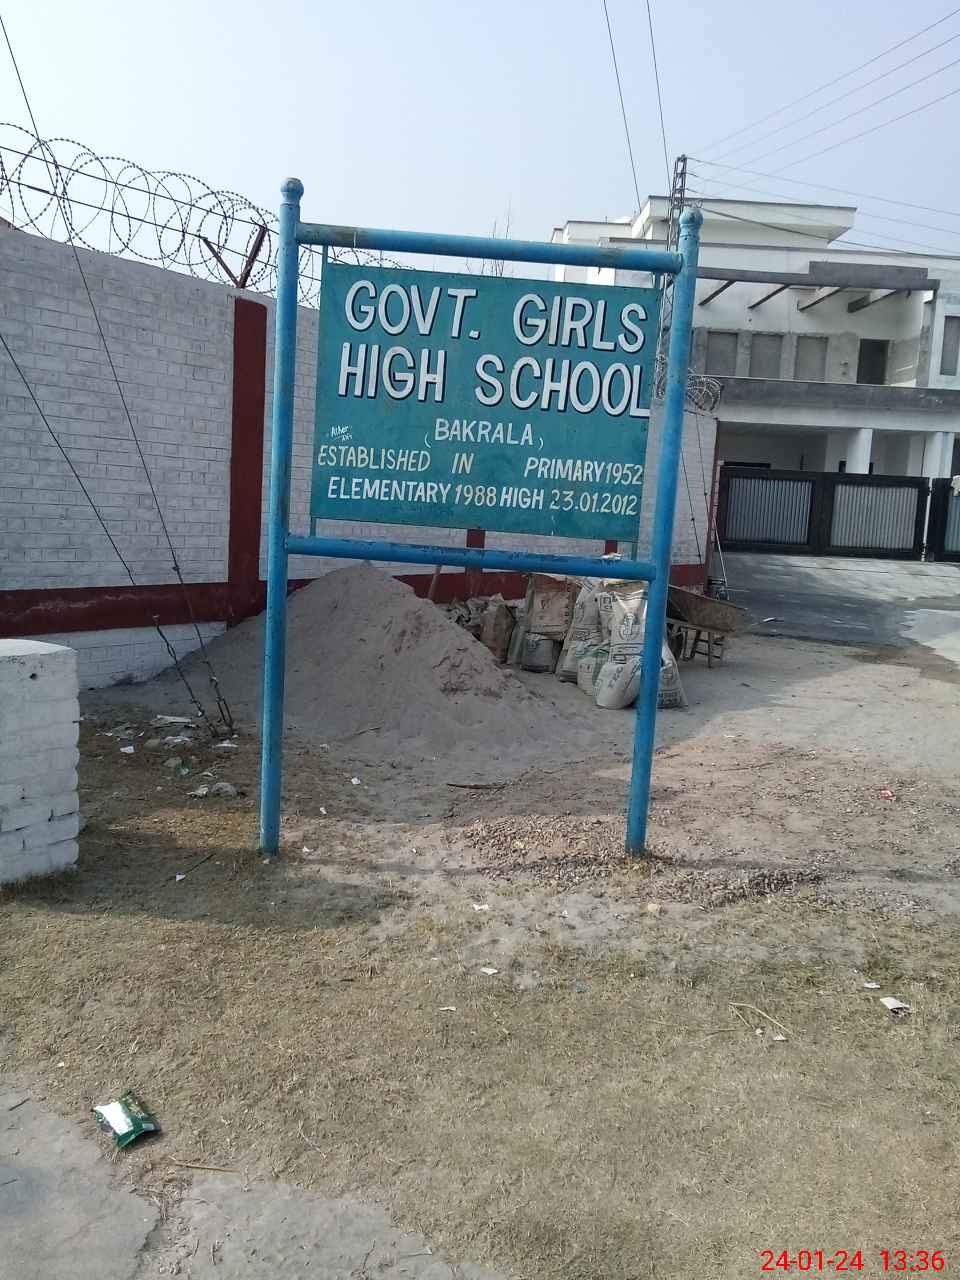 GOVT. GIRLS
HIGH SCHOOL
(BAKRALA)
ESTABLISHED IN PRIMARY 1952
ELEMENTARY 1988 HIGH 23.01.2012
24-01-24 13:36